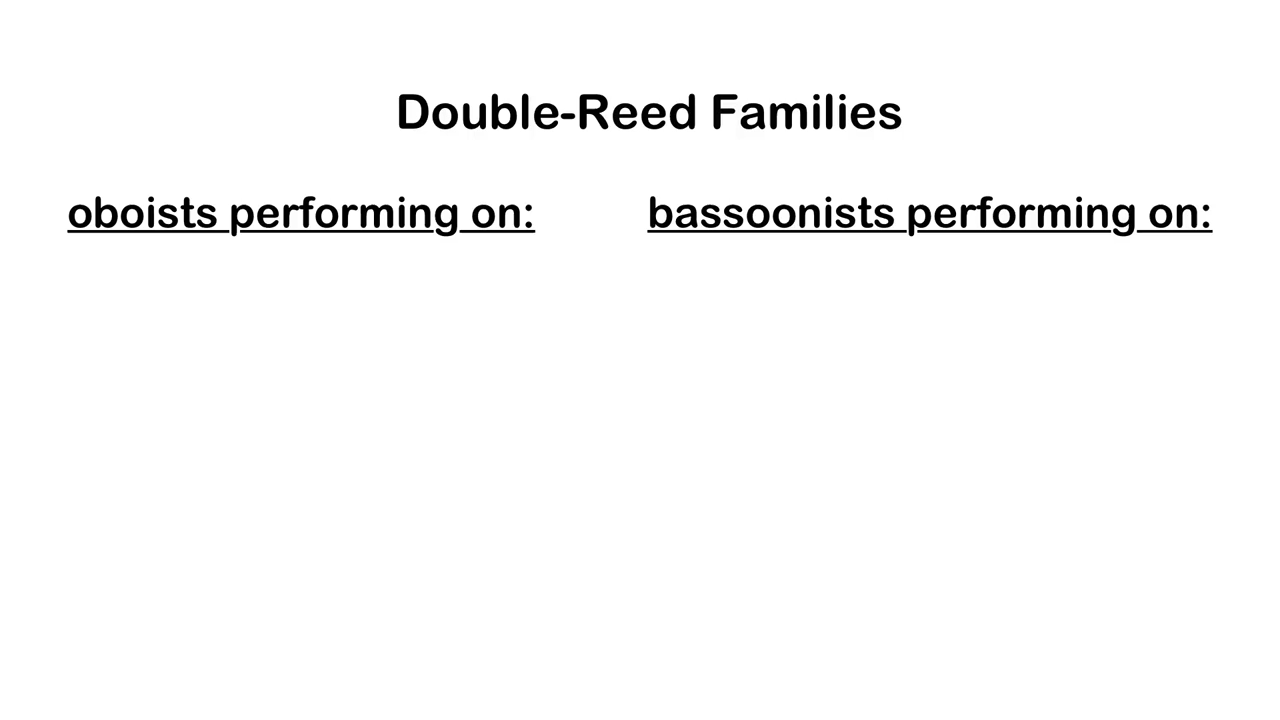 Double-Reed Families
oboists performing on:
bassoonists performing on: